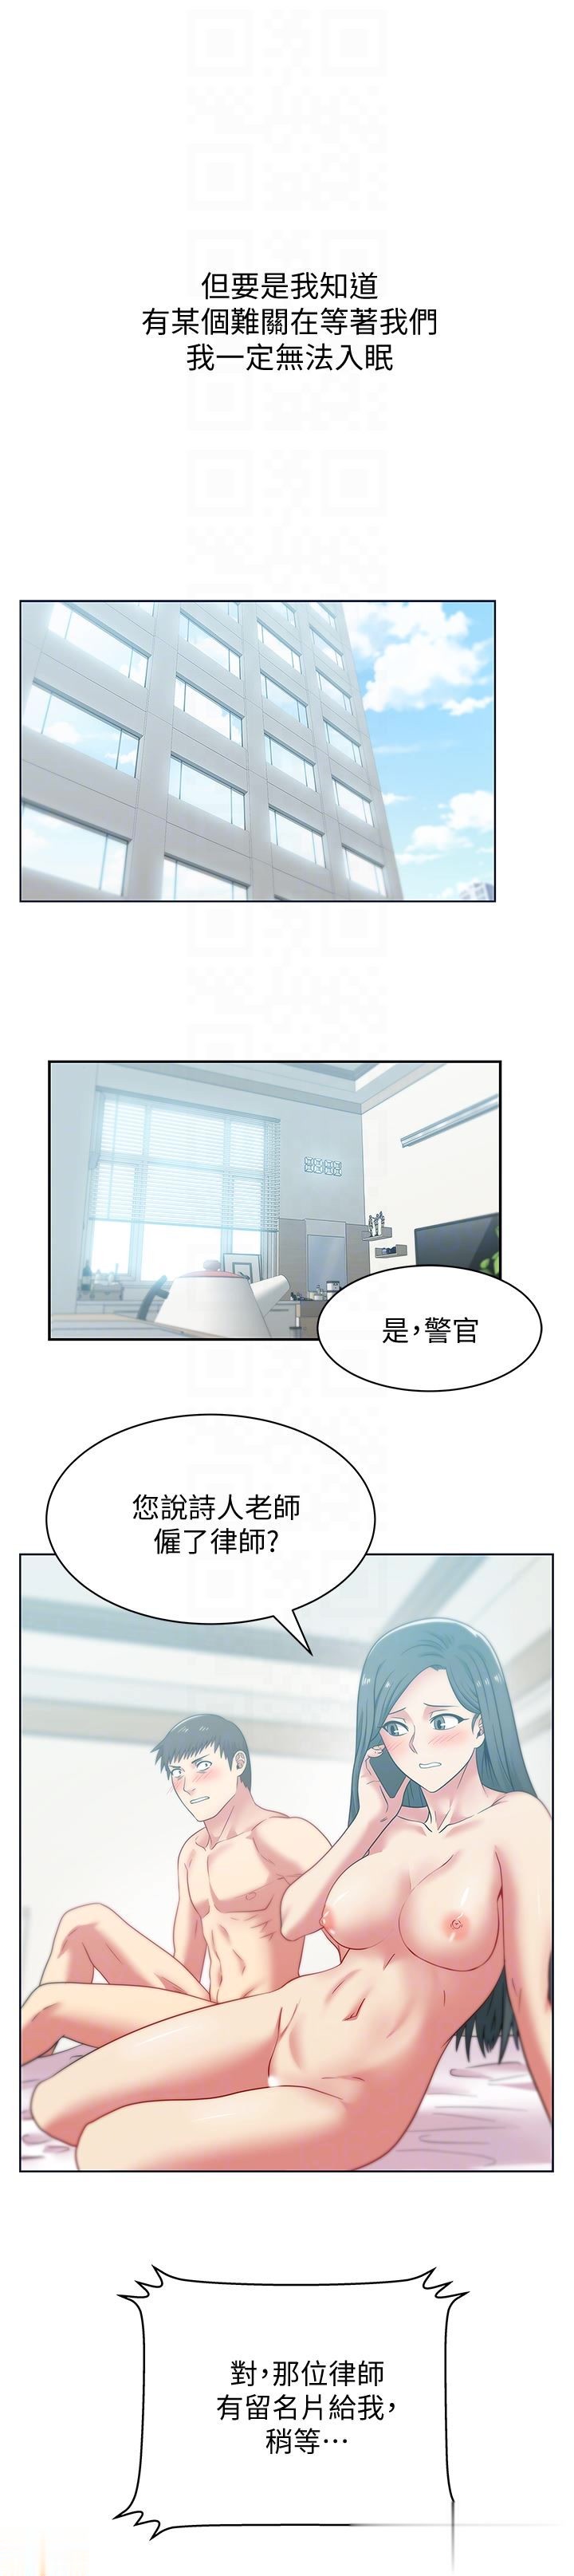 但要是我知道
有某個難關在等著我們
我一定無法入眠
是，警官
您說詩人老師
僱了律師？
對，那位律師
有留名片給我，
稍等⋯